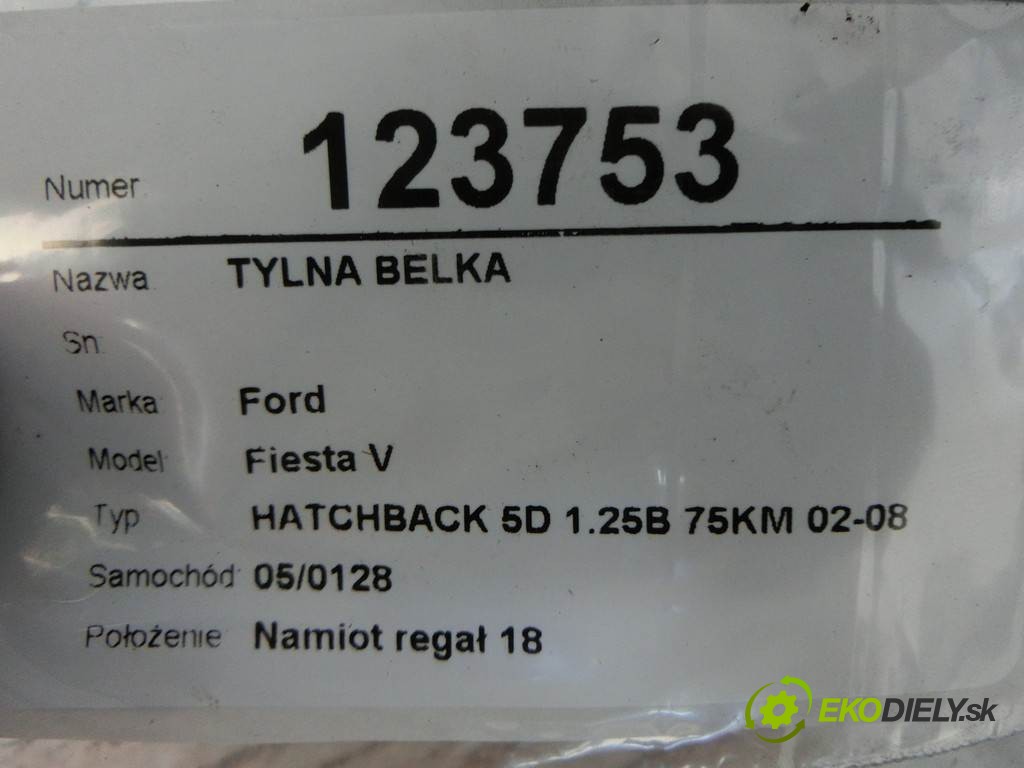 Numer 123753
Nazwa TYLNA BELKA
Sn
Marka Ford
Model Fiesta V
Typ HATCHBACK 5D 1.25B 75KM 02-08
Samochód 05/0128
Położenie Namiot regał 18
EKODIELY.sk